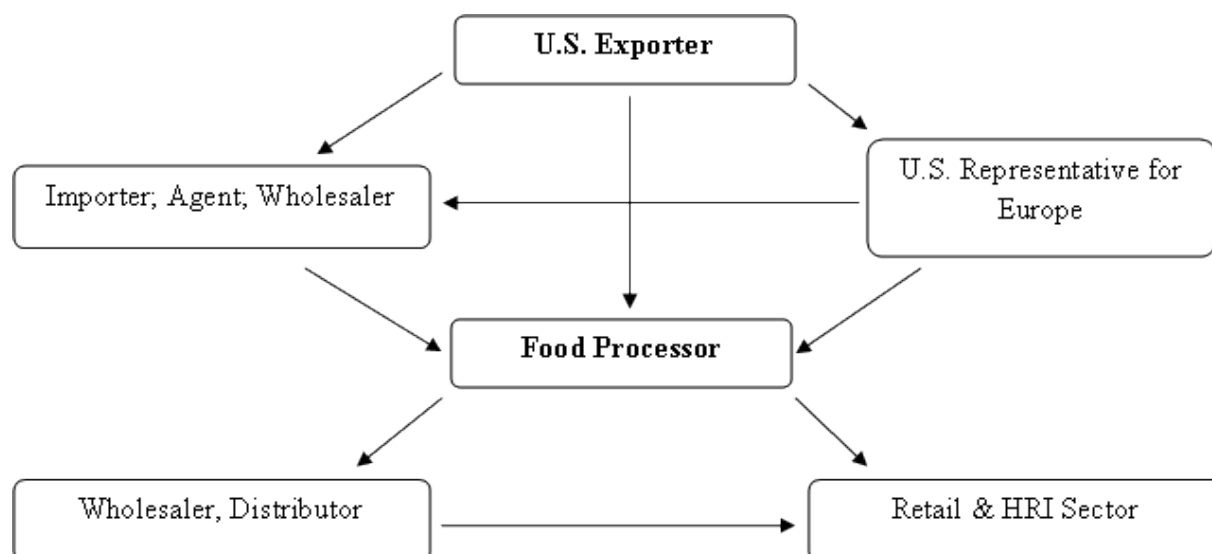 U.S. Exporter
Importer; Agent; Wholesaler
U.S. Representative for
Europe
Food Processor
Wholesaler, Distributor
Retail & HRI Sector